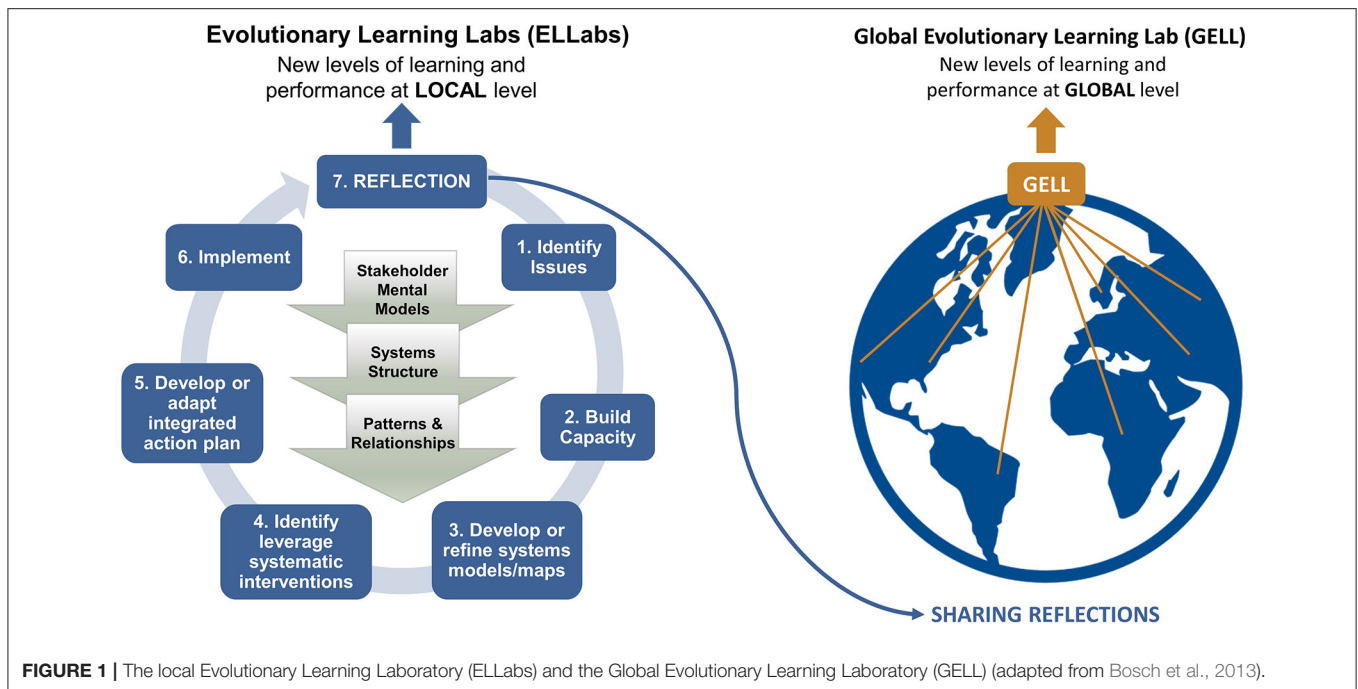 Evolutionary Learning Labs (ELLabs)
New levels of learning and
performance at LOCAL level
7. REFLECTION
1. Identify
Issues
2. Build
Capacity
3. Develop or
refine systems
models/maps
4. Identify
leverage
systematic
interventions
5. Develop or
adapt
integrated
action plan
6. Implement
Stakeholder
Mental
Models
Systems
Structure
Patterns &
Relationships
Global Evolutionary Learning Lab (GELL)
New levels of learning and
performance at GLOBAL level
GELL
SHARING REFLECTIONS
FIGURE 1 | The local Evolutionary Learning Laboratory (ELLabs) and the Global Evolutionary Learning Laboratory (GELL) (adapted from Bosch et al., 2013).